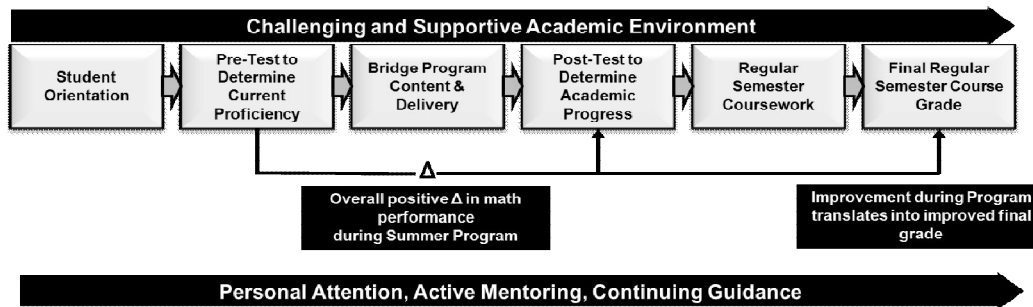 Challenging and Supportive Academic Environment
Student
Orientation
Pre-Test to
Determine
Current
Proficiency
Bridge Program
Content &
Delivery
Post-Test to
Determine
Academic
Progress
Regular
Semester
Coursework
Final Regular
Semester Course
Grade
Δ
Overall positive Δ in math
performance
during Summer Program
Improvement during Program
translates into improved final
grade
Personal Attention, Active Mentoring, Continuing Guidance